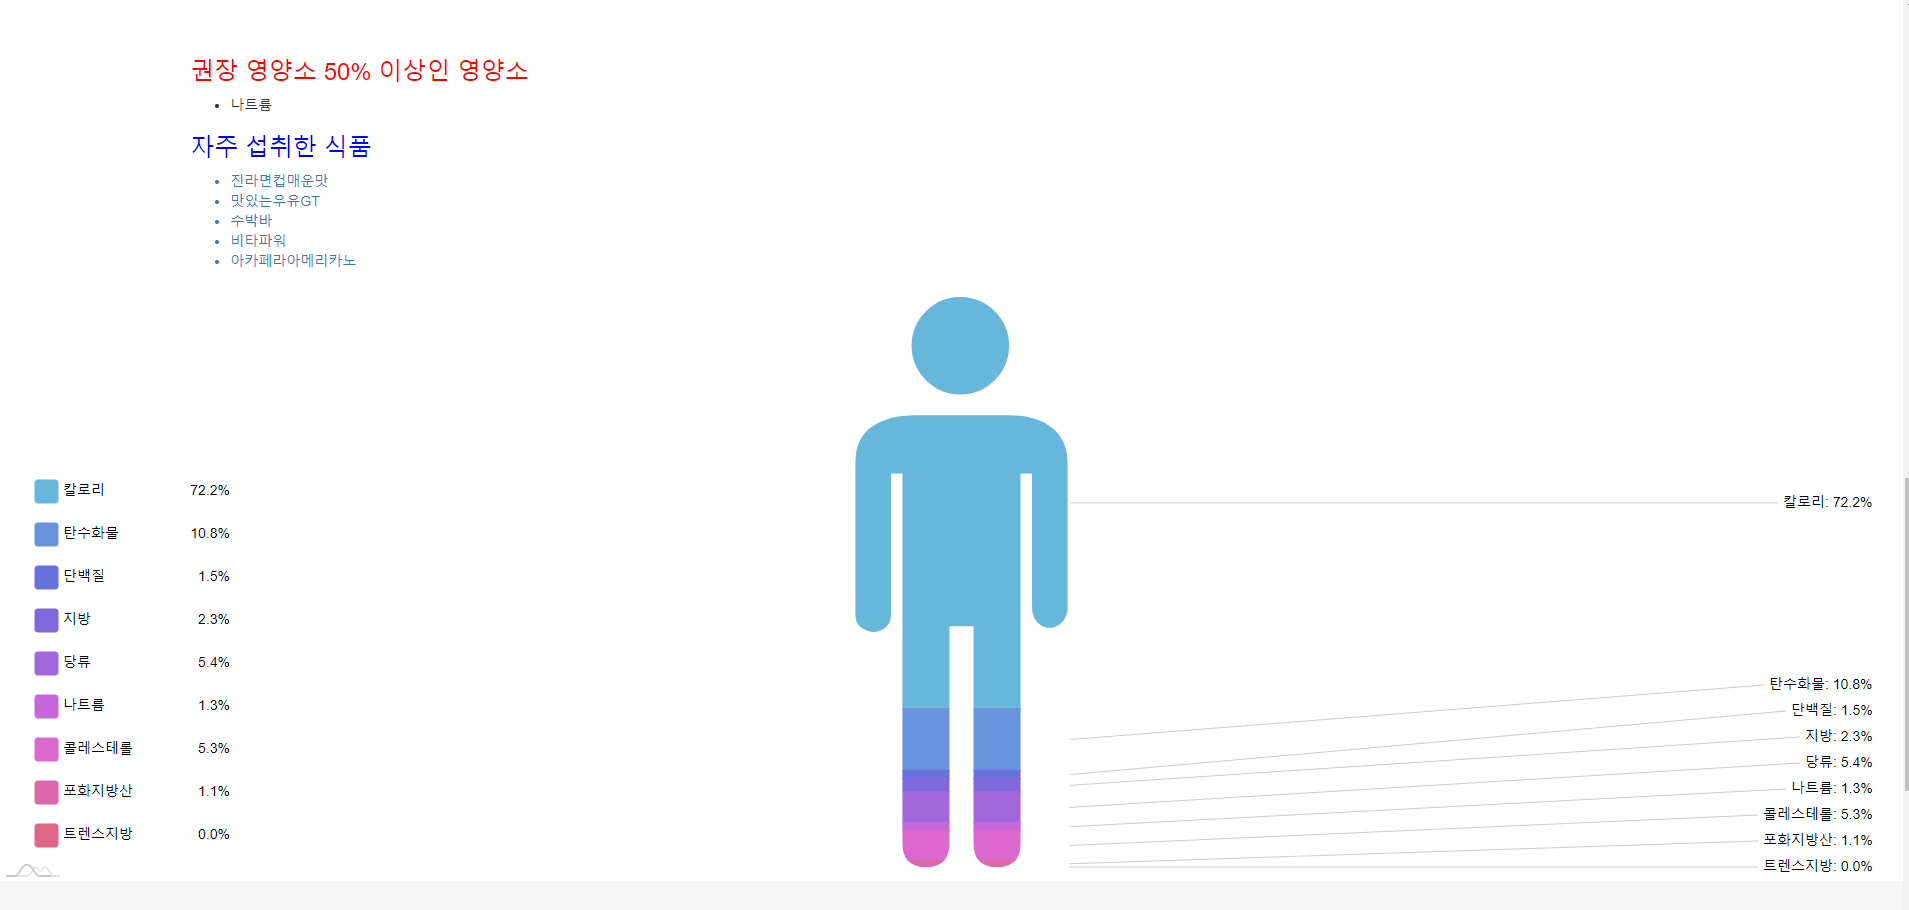 권장 영양소 50% 이상인 영양소
나트륨
자주 섭취한 식품
진라면컵매운맛
맛있는우유GT
수박바
비타파워
아카페라아메리카노
칼로리 72.2%
탄수화물 10.8%
단백질 1.5%
지방 2.3%
당류 5.4%
나트륨 1.3%
콜레스테롤 5.3%
포화지방산 1.1%
트렌스지방 0.0%
칼로리: 72.2%
탄수화물: 10.8%
단백질: 1.5%
지방: 2.3%
당류: 5.4%
나트륨: 1.3%
콜레스테롤: 5.3%
포화지방산: 1.1%
트렌스지방: 0.0%